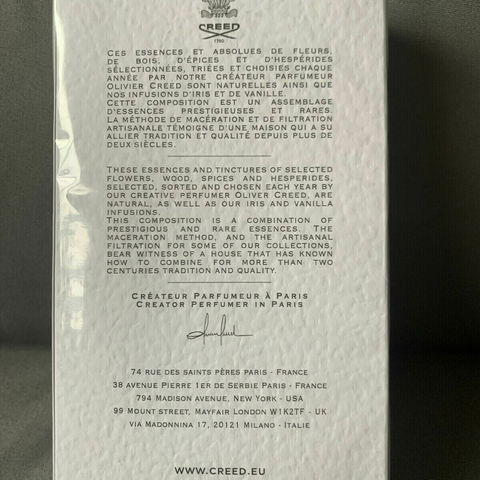 CREED
1760
CES ESSENCES ET ABSOLUES DE FLEURS,
DE BOIS, D'ÉPICES ET D'HESPÉRIDES
SÉLECTIONNÉES, TRIÉES ET CHOISIES CHAQUE
ANNÉE PAR NOTRE CRÉATEUR PARFUMEUR
OLIVIER CREED SONT NATURELLES AINSI QUE
NOS INFUSIONS D'IRIS ET DE VANILLE.
CETTE COMPOSITION EST UN ASSEMBLAGE
D'ESSENCES PRESTIGIEUSES ET RARES.
LA MÉTHODE DE MACÉRATION ET DE FILTRATION
ARTISANALE TÉMOIGNE D'UNE MAISON QUI A SU
ALLIER TRADITION ET QUALITÉ DEPUIS PLUS DE
DEUX SIÈCLES.
THESE ESSENCES AND TINCTURES OF SELECTED
FLOWERS, WOOD, SPICES AND HESPERIDES,
SELECTED, SORTED AND CHOSEN EACH YEAR BY
OUR CREATIVE PERFUMER OLIVER CREED, ARE
NATURAL, AS WELL AS OUR IRIS AND VANILLA
INFUSIONS.
THIS COMPOSITION IS A COMBINATION OF
PRESTIGIOUS AND RARE ESSENCES. THE
MACERATION METHOD, AND THE ARTISANAL
FILTRATION FOR SOME OF OUR COLLECTIONS,
BEAR WITNESS OF A HOUSE THAT HAS KNOWN
HOW TO COMBINE FOR MORE THAN TWO
CENTURIES TRADITION AND QUALITY.
CRÉATEUR PARFUMEUR À PARIS
CREATOR PERFUMER IN PARIS
74 RUE DES SAINTS PÈRES PARIS - FRANCE
38 AVENUE PIERRE 1ER DE SERBIE PARIS - FRANCE
794 MADISON AVENUE, NEW YORK - USA
99 MOUNT STREET, MAYFAIR LONDON W1K2TF - UK
VIA MADONNINA 17, 20121 MILANO - ITALIE
WWW.CREED.EU